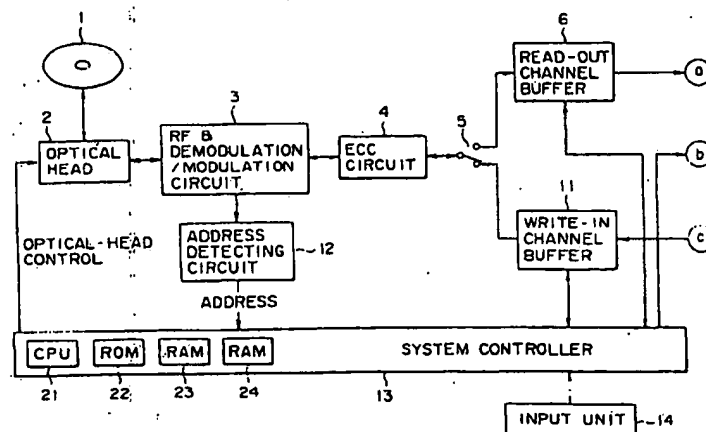 1
2
OPTICAL
HEAD
3
RF &
DEMODULATION
/MODULATION
CIRCUIT
4
ECC
CIRCUIT
5
6
READ-OUT
CHANNEL
BUFFER
a
b
11
WRITE-IN
CHANNEL
BUFFER
c
OPTICAL-HEAD
CONTROL
ADDRESS
DETECTING
CIRCUIT
12
ADDRESS
CPU
ROM
RAM
RAM
SYSTEM CONTROLLER
21
22
23
24
13
INPUT UNIT
14